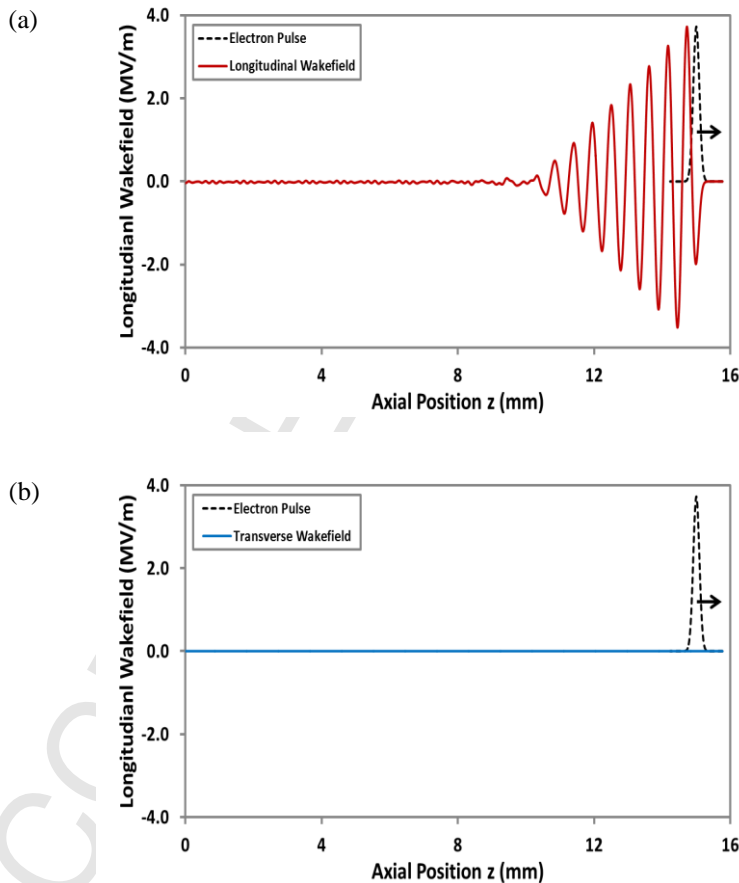 (a)
Longitudianl Wakefield (MV/m)
4.0
2.0
0.0
-2.0
-4.0
Electron Pulse
Longitudinal Wakefield
0 4 8 12 16
Axial Position z (mm)
(b)
Longitudianl Wakefield (MV/m)
4.0
2.0
0.0
-2.0
-4.0
Electron Pulse
Transverse Wakefield
0 4 8 12 16
Axial Position z (mm)